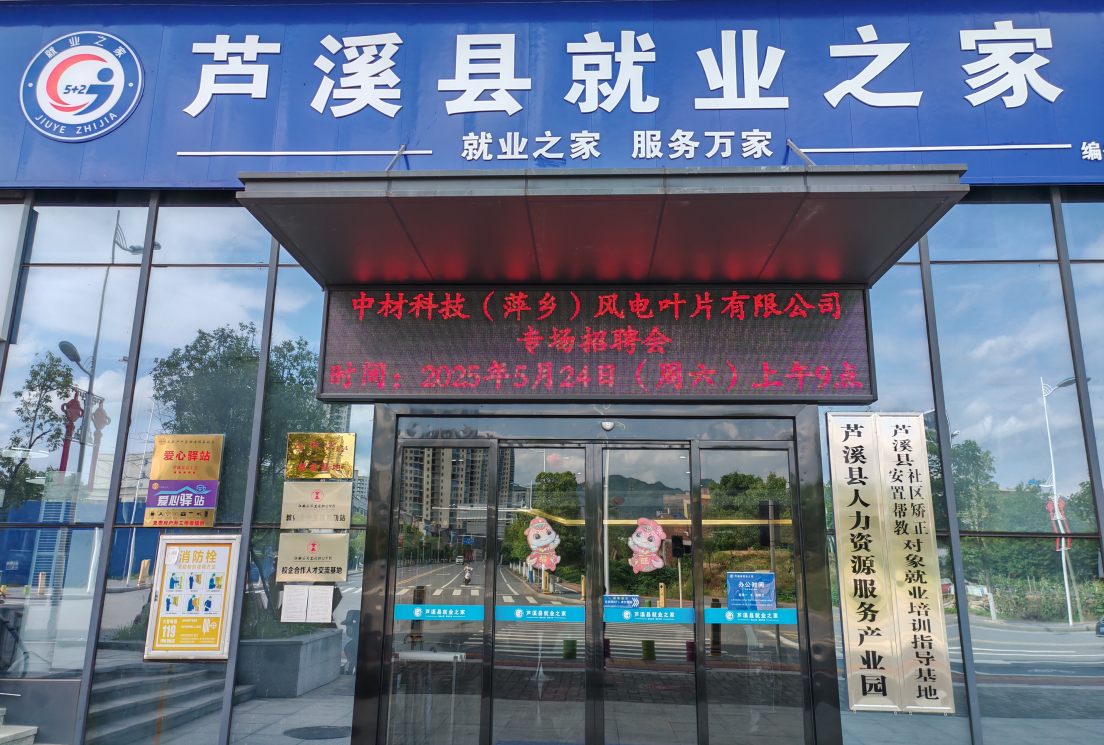 就业之家
5+2
JIUYE ZHIJIA
芦溪县就业之家
就业之家 服务万家
编
中材科技（萍乡）风电叶片有限公司
专场招聘会
时间：2025年5月24日（周六）上午9点
爱心驿站
爱心驿站
消防栓
119
校企合作人才交流基地
芦溪县就业之家
芦溪县就业之家
芦溪县就业之家
芦溪县就业之家
办公时间
芦溪县人力资源服务产业园
芦溪县社区矫正
安置帮教
对象就业培训指导基地